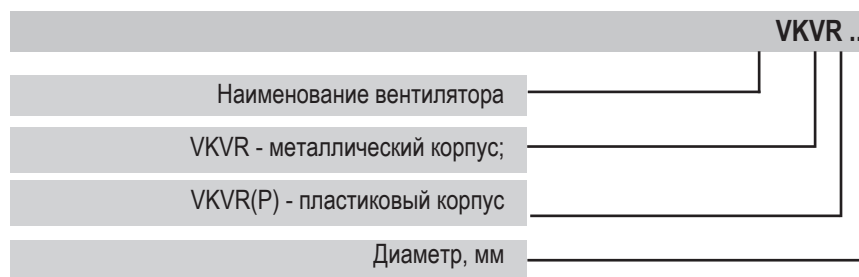 VKVR ..
Наименование вентилятора
VKVR - металлический корпус;
VKVR(P) - пластиковый корпус
Диаметр, мм